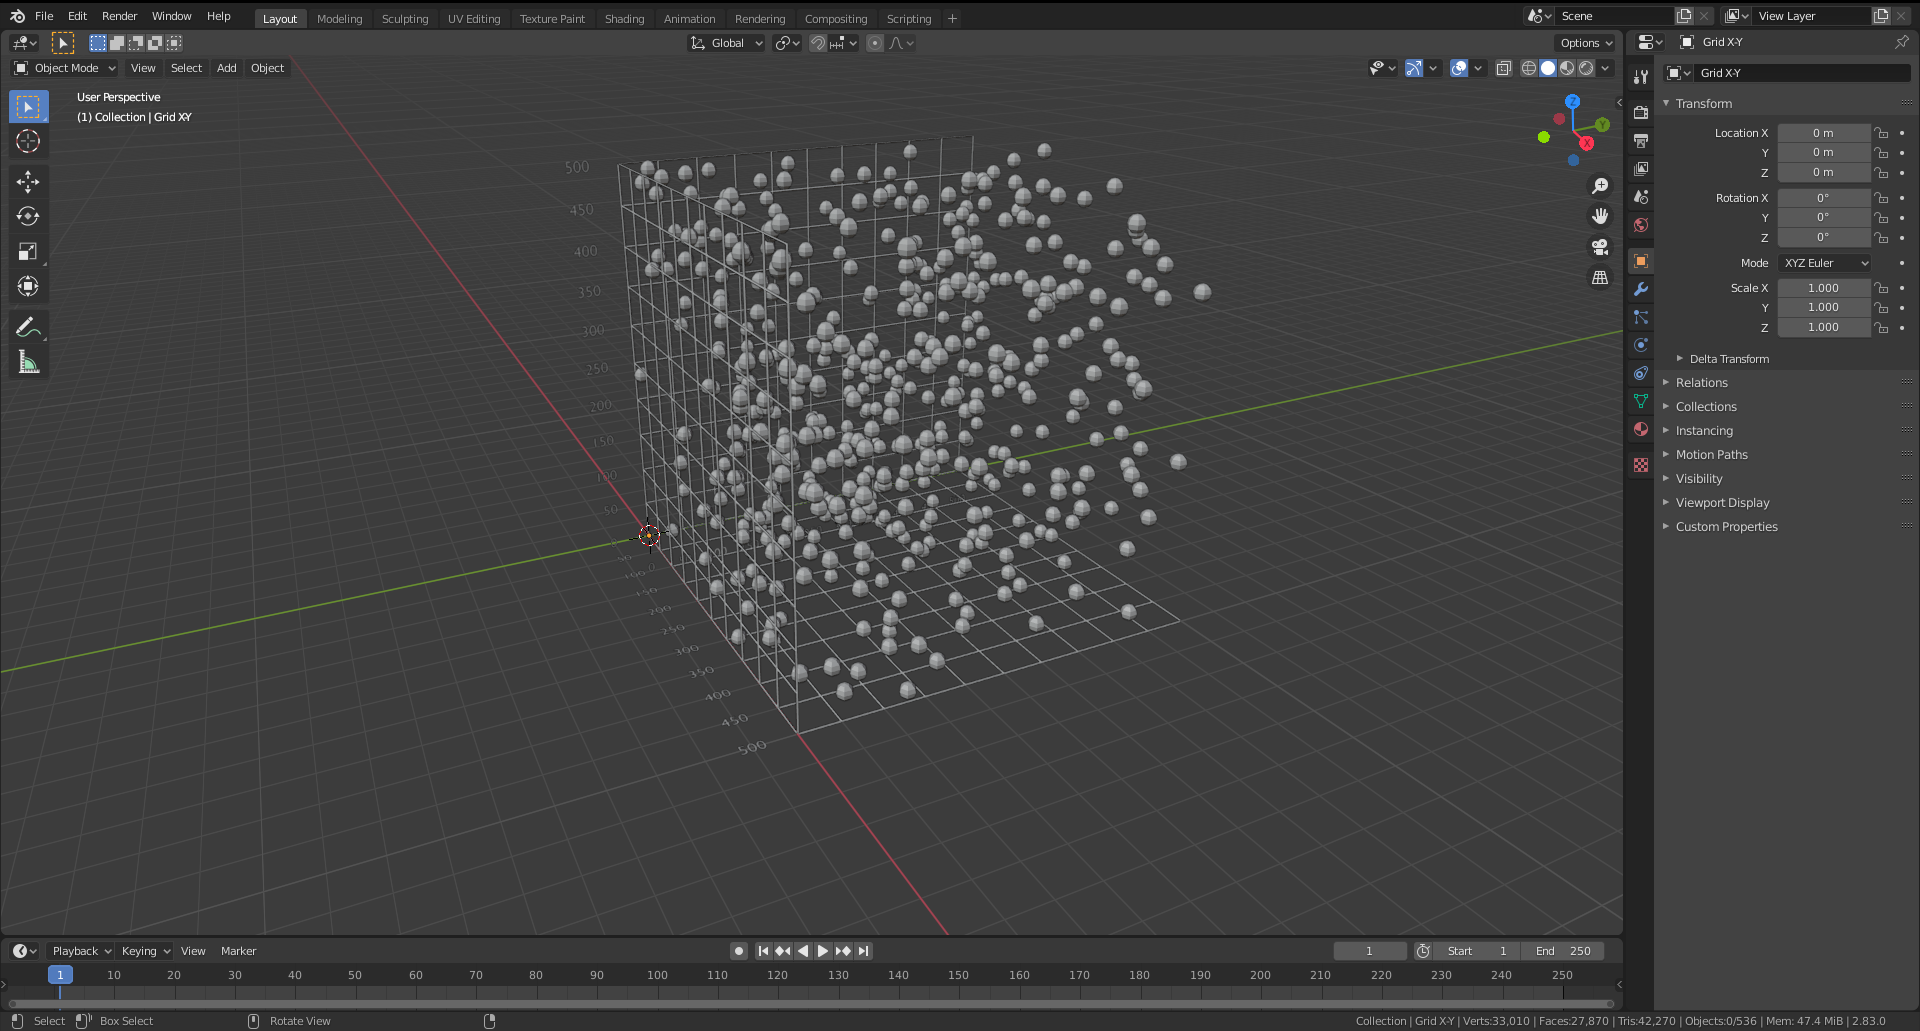 File Edit Render Window Help Layout Modeling Sculpting UV Editing Texture Paint Shading Animation Rendering Compositing Scripting + Scene View Layer
Global Options Grid X-Y
Object Mode View Select Add Object Grid X-Y
User Perspective
(1) Collection | Grid X-Y
Z
Y
X
500
450
400
350
300
250
200
150
100
50
150
200
250
300
350
400
450
500
Transform
Location X 0 m
Y 0 m
Z 0 m
Rotation X 0°
Y 0°
Z 0°
Mode XYZ Euler
Scale X 1.000
Y 1.000
Z 1.000
Delta Transform
Relations
Collections
Instancing
Motion Paths
Visibility
Viewport Display
Custom Properties
Playback Keying View Marker 1 Start 1 End 250
1 10 20 30 40 50 60 70 80 90 100 110 120 130 140 150 160 170 180 190 200 210 220 230 240 250
Select Box Select Rotate View Collection | Grid X-Y | Verts:33,010 | Faces:27,870 | Tris:42,270 | Objects:0/536 | Mem: 47.4 MiB | 2.83.0